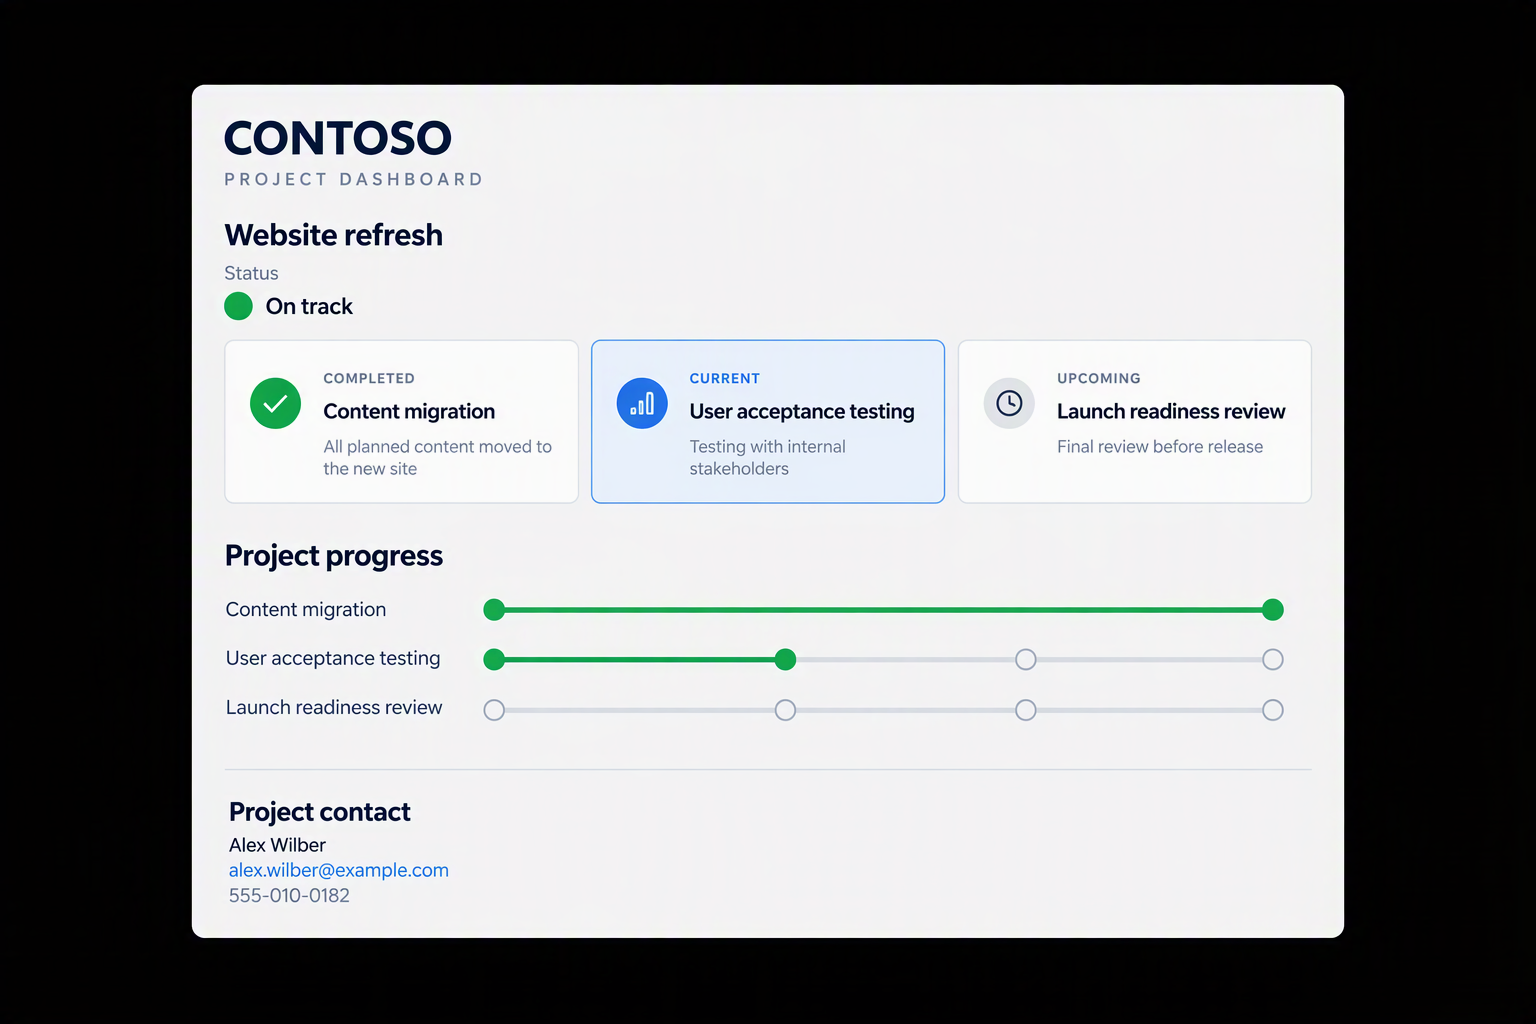 CONTOSO
PROJECT DASHBOARD
Website refresh
Status
On track
COMPLETED
Content migration
All planned content moved to
the new site
CURRENT
User acceptance testing
Testing with internal
stakeholders
UPCOMING
Launch readiness review
Final review before release
Project progress
Content migration
User acceptance testing
Launch readiness review
Project contact
Alex Wilber
alex.wilber@example.com
555-010-0182